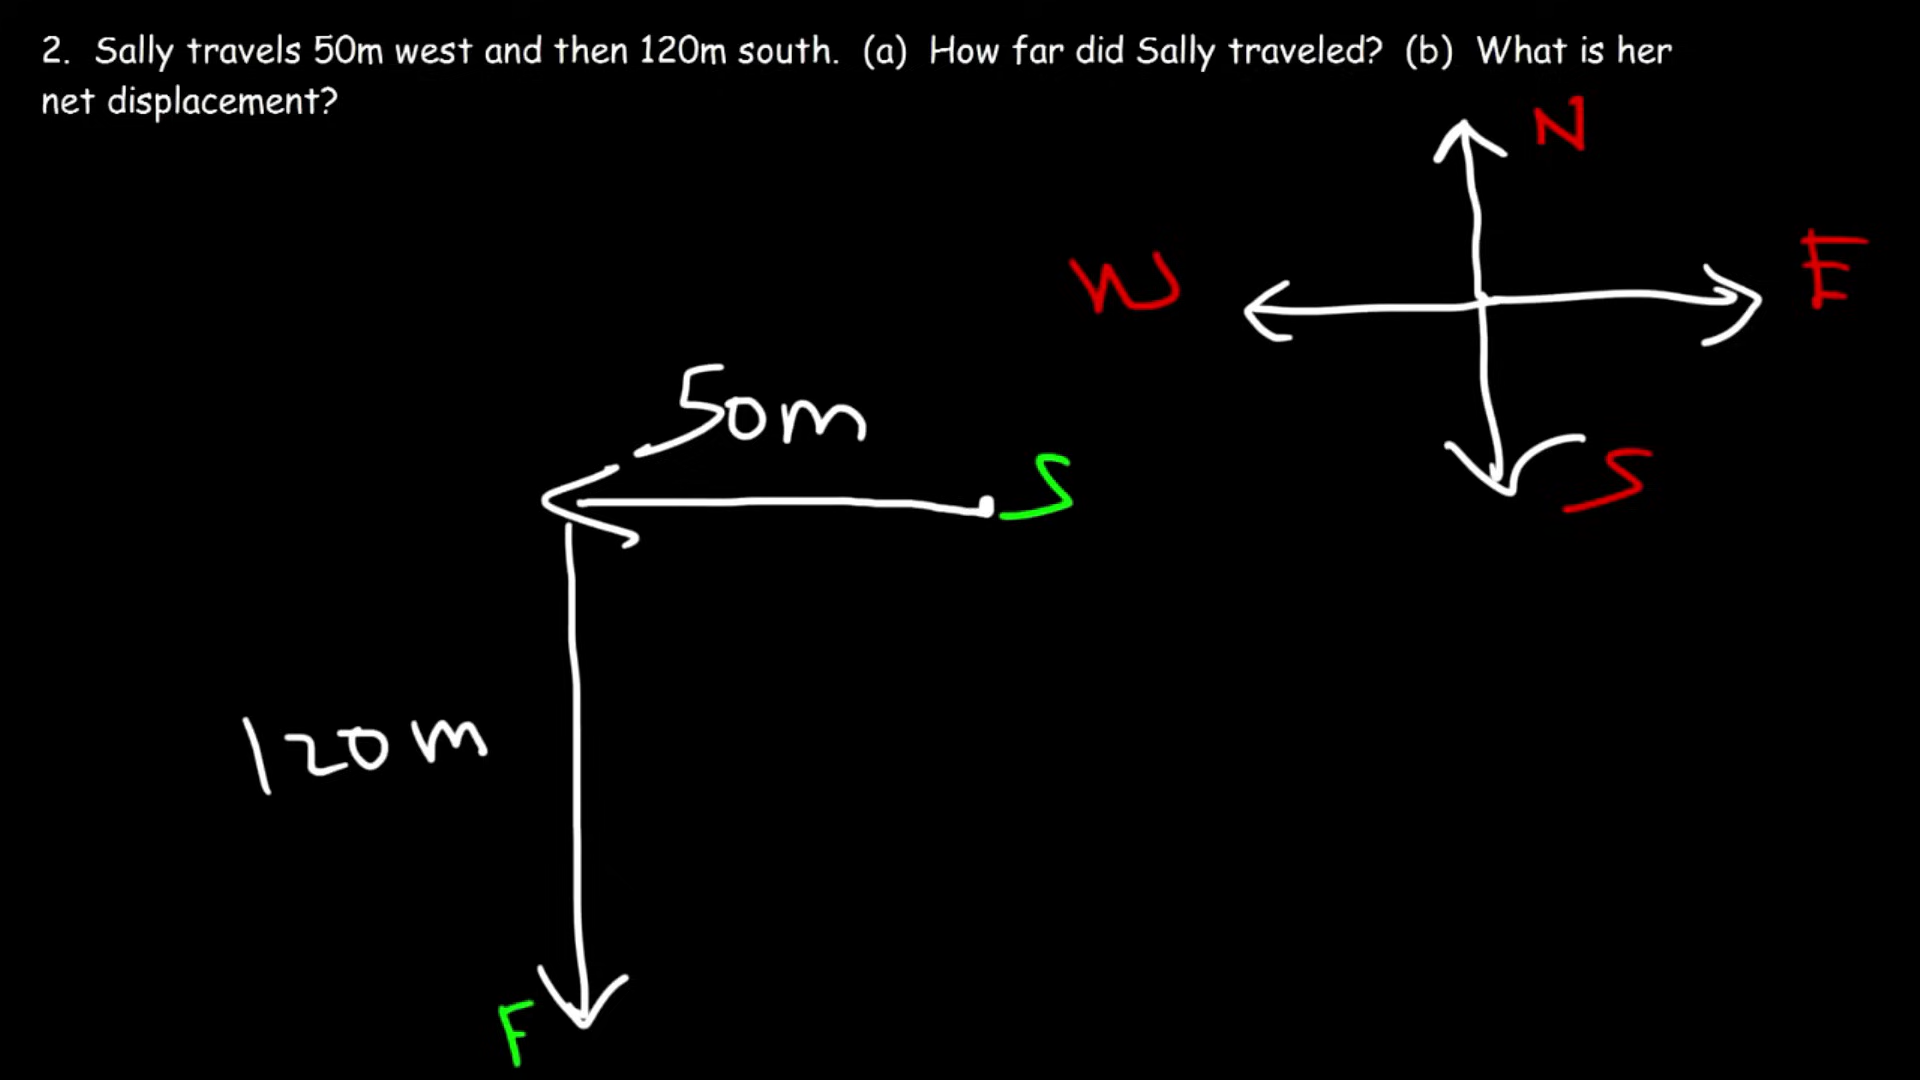 2. Sally travels 50m west and then 120m south. (a) How far did Sally traveled? (b) What is her
net displacement?
N
W
E
50m
S
S
120m
F